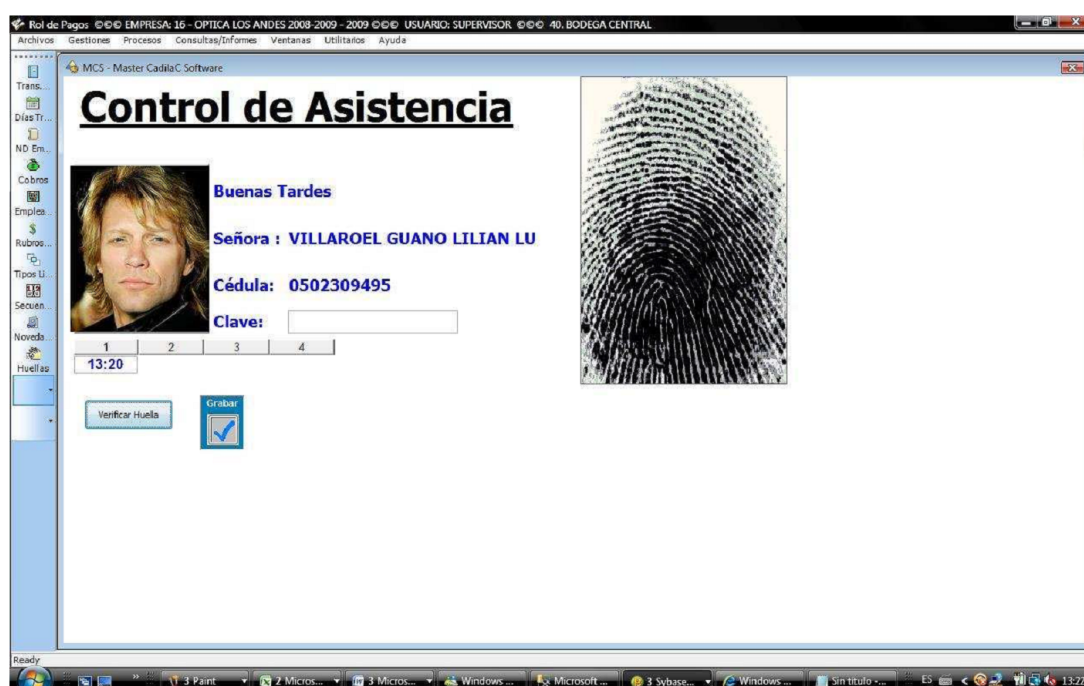 Rol de Pagos ©©© EMPRESA: 16 - OPTICA LOS ANDES 2008-2009 - 2009 ©©© USUARIO: SUPERVISOR ©©© 40. BODEGA CENTRAL
Archivos Gestiones Procesos Consultas/Informes Ventanas Utilitarios Ayuda
MCS - Master CadilaC Software
Trans...
Días Tr...
ND Em...
Cobros
Emplea...
Rubros...
Tipos Li...
Secuen...
Noveda...
Huellas
Control de Asistencia
Buenas Tardes
Señora : VILLAROEL GUANO LILIAN LU
Cédula: 0502309495
Clave:
1 2 3 4
13:20
Verificar Huella
Grabar
Ready
3 Paint 2 Micros... 3 Micros... Windows ... Microsoft ... 3 Sybase... Windows ... Sin título -... ES 13:22